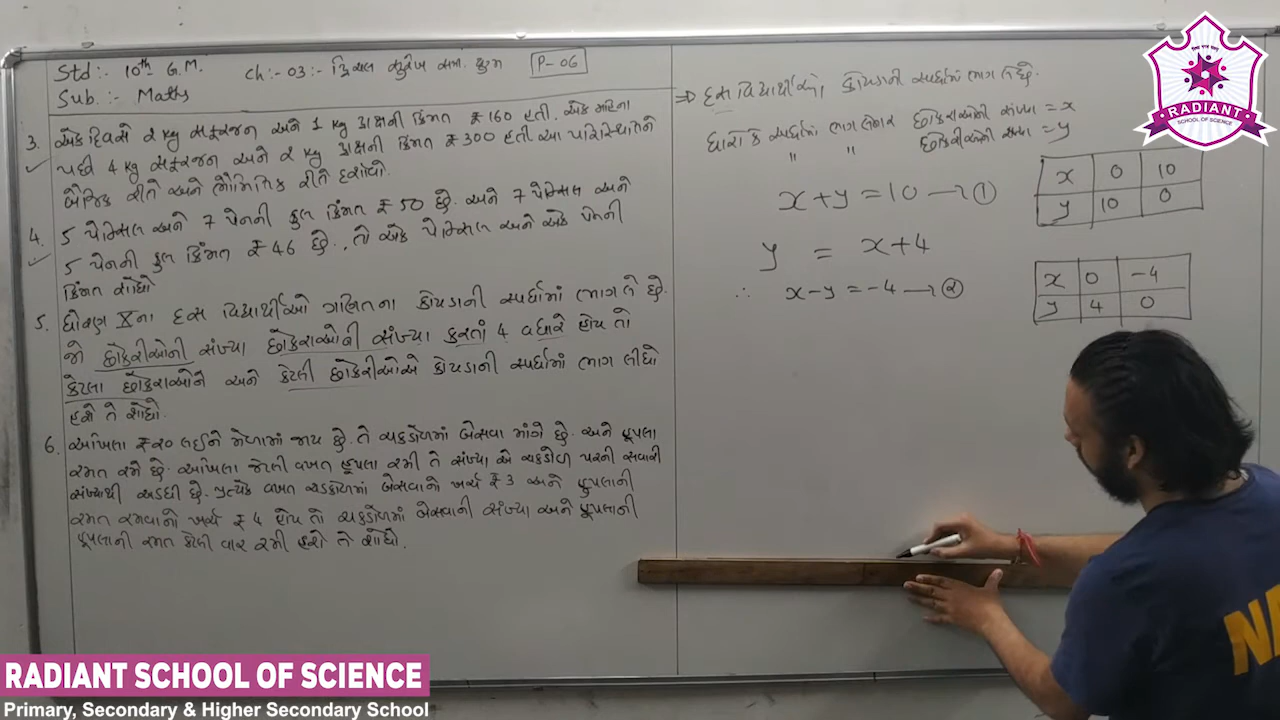 Std :- 10th G.M. Ch:- 03:- દ્વિચલ સુરેખ સમી. યુગ્મ P-06
Sub. :- Maths
3. એક દિવસે 2 kg સફરજન અને 1 kg દ્રાક્ષની કિંમત ₹ 160 હતી. એક મહિના
પછી 4 kg સફરજન અને 2 kg દ્રાક્ષની કિંમત ₹ 300 હતી આ પરિસ્થિતિને
બૈજિક રીતે અને ભૌમિતિક રીતે દર્શાવો.
4. 5 પેન્સિલ અને 7 પેનની કુલ કિંમત ₹ 50 છે. અને 7 પેન્સિલ અને
5 પેનની કુલ કિંમત ₹ 46 છે., તો એક પેન્સિલ અને એક પેનની
કિંમત શોધો
5. ધોરણ X ના દસ વિદ્યાર્થીઓ ગણિતના કોયડાની સ્પર્ધામાં ભાગ લે છે.
જો છોકરીઓની સંખ્યા છોકરાઓની સંખ્યા કરતાં 4 વધારે હોય તો
કેટલા છોકરાઓને અને કેટલી છોકરીઓએ કોયડાની સ્પર્ધામાં ભાગ લીધો
હશે તે શોધો.
6. અખિલા ₹ 20 લઈને મેળામાં જાય છે. તે ચકડોળમાં બેસવા માંગે છે. અને હૂપલા
રમત રમે છે. અખિલા જેટલી વખત હૂપલા રમી તે સંખ્યા એ ચકડોળ પરની સવારી
સંખ્યાથી અડધી છે. પ્રત્યેક વખત ચકડોળમાં બેસવાનો ખર્ચ ₹ 3 અને હૂપલાની
રમત રમવાનો ખર્ચ ₹ 4 હોય તો ચકડોળમાં બેસવાની સંખ્યા અને હૂપલાની
હૂપલાની રમત કેટલી વાર રમી હશે તે શોધો.
⇒ દસ વિદ્યાર્થીઓ કોયડાની સ્પર્ધામાં ભાગ લે છે.
ધારો કે સ્પર્ધામાં ભાગ લેનાર છોકરાઓની સંખ્યા = x
" " છોકરીઓની સંખ્યા = y
x + y = 10 → ①
x 0 10
y 10 0
y = x + 4
∴ x - y = -4 → ②
x 0 -4
y 4 0
RADIANT
SCHOOL OF SCIENCE
RADIANT SCHOOL OF SCIENCE
Primary, Secondary & Higher Secondary School